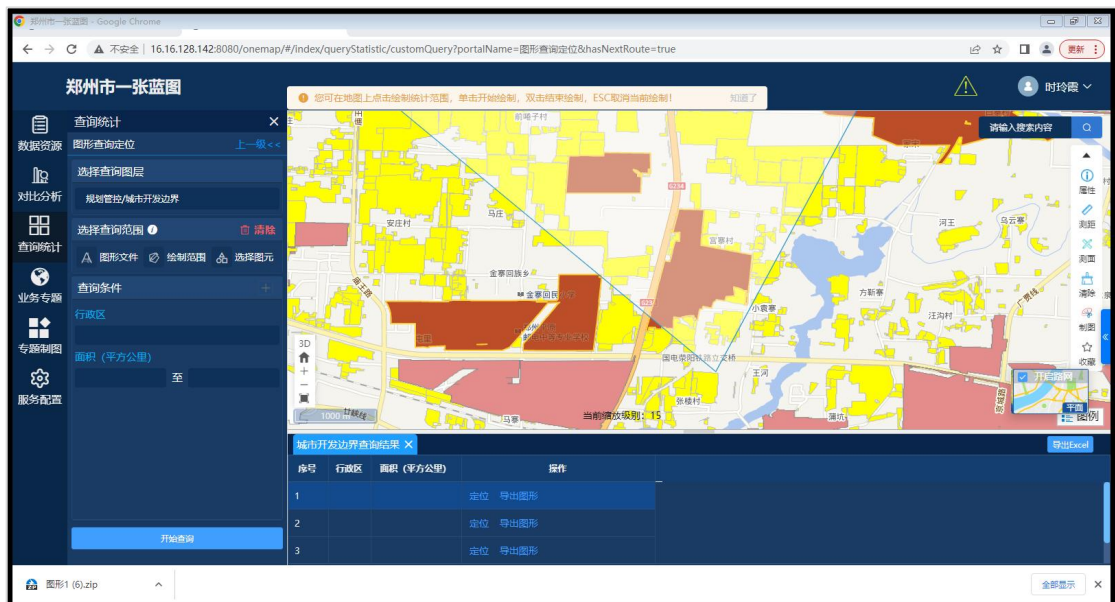 郑州市一张蓝图 - Google Chrome
不安全 16.16.128.142:8080/onemap/#/index/queryStatistic/customQuery?portalName=图形查询定位&hasNextRoute=true
更新
郑州市一张蓝图
您可在地图上点击绘制统计范围，单击开始绘制，双击结束绘制，ESC取消当前绘制！ 知道了
时玲霞
数据资源
对比分析
查询统计
业务专题
专题制图
服务配置
查询统计
图形查询定位 上一级<<
选择查询图层
规划管控/城市开发边界
选择查询范围 清除
图形文件 绘制范围 选择图元
查询条件
行政区
面积（平方公里）
至
开始查询
请输入搜索内容
属性
测距
测面
清除
制图
收藏
安庄村
马庄
G234
宫寨村
河王
乌云寨
金寨回族乡
金寨回民
小袁寨
方靳寨
汪沟村
广贾线
国电荥阳铁路立交桥
王河
张楼村
蒲坑
马寨
3D
1000 m
当前缩放级别：15
开启路网
平面
图例
城市开发边界查询结果
导出Excel
序号 行政区 面积（平方公里） 操作
1 定位 导出图形
2 定位 导出图形
3 定位 导出图形
图形1 (6).zip
全部显示